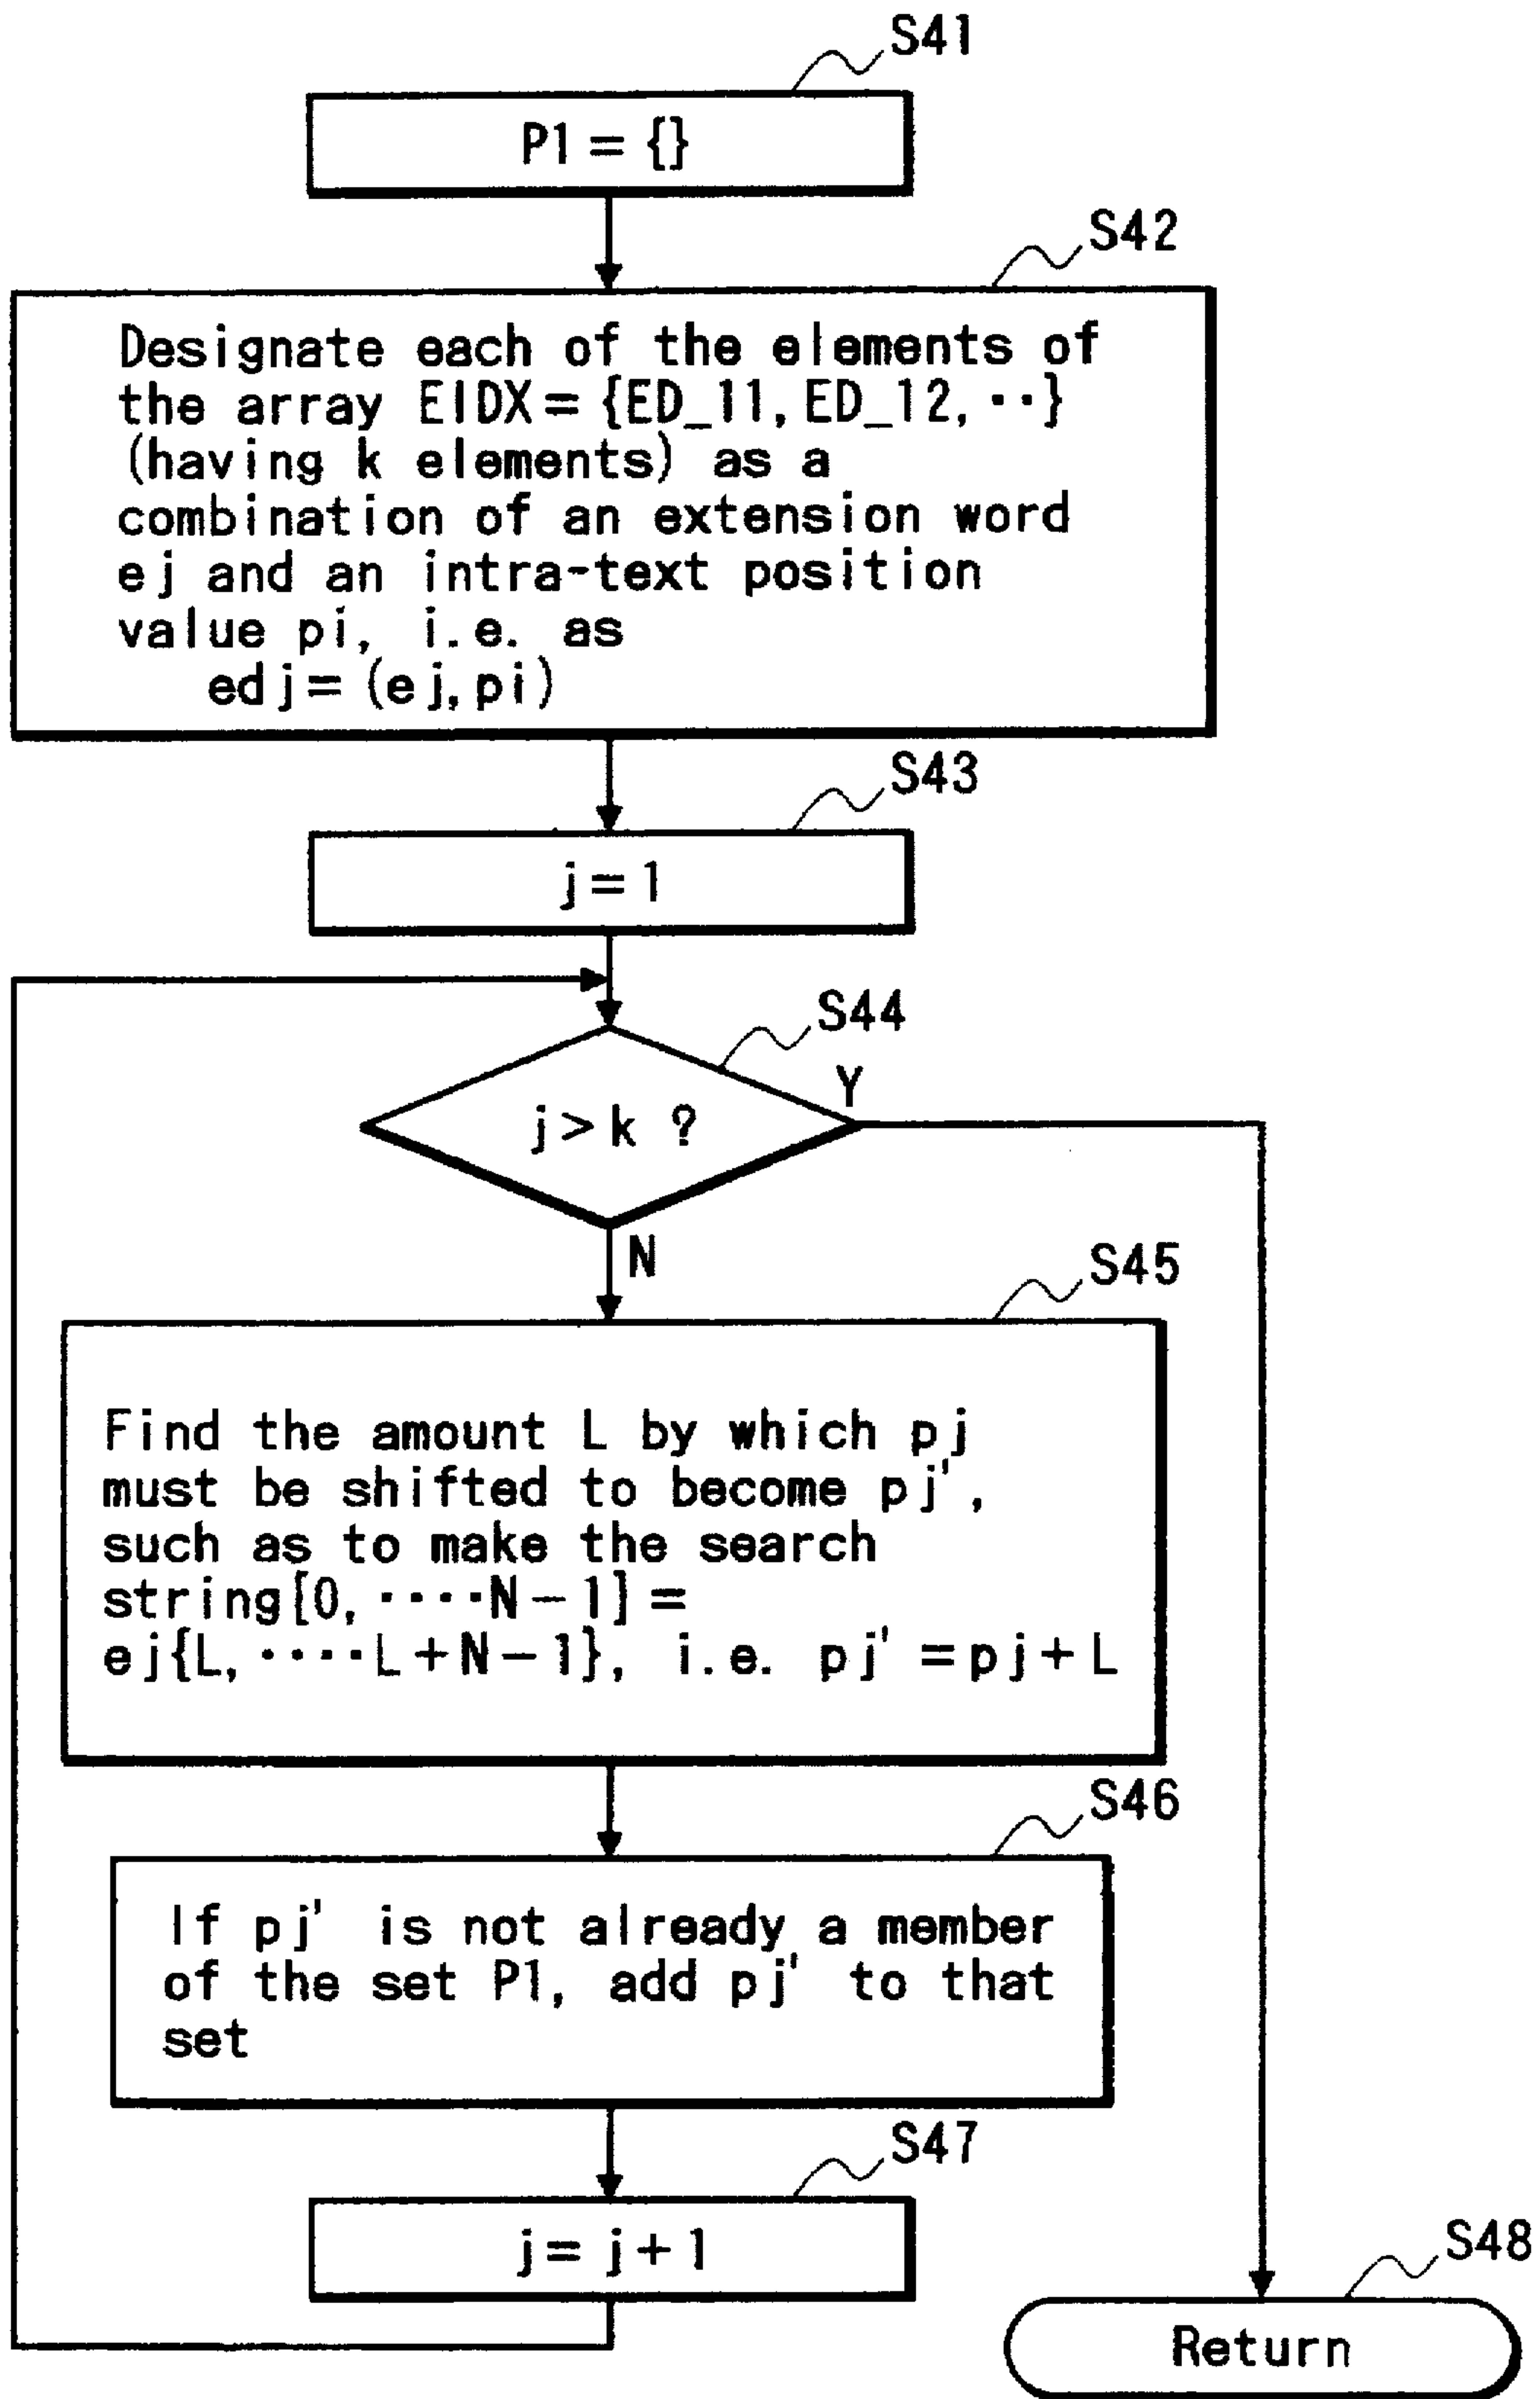 S41
P1 = {}
S42
Designate each of the elements of
the array EIDX = {ED_11, ED_12, ··}
(having k elements) as a
combination of an extension word
ej and an intra-text position
value pi, i.e. as
edj = (ej, pi)
S43
j = 1
S44
Y
j > k ?
N
S45
Find the amount L by which pj
must be shifted to become pj',
such as to make the search
string[0, ····N-1] =
ej{L, ····L+N-1}, i.e. pj' = pj + L
S46
If pj' is not already a member
of the set P1, add pj' to that
set
S47
j = j + 1
S48
Return